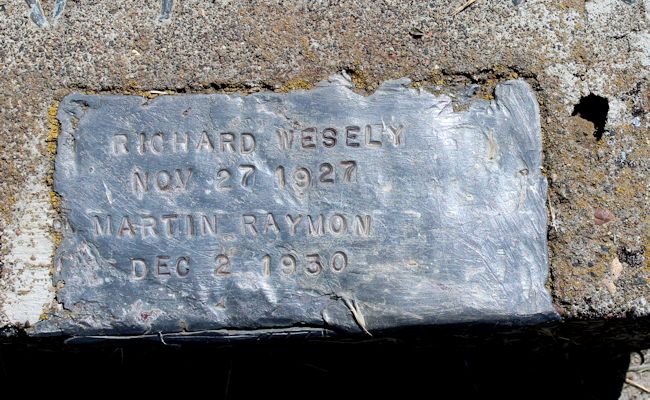 RICHARD WESELY
NOV 27 1927
MARTIN RAYMON
DEC 2 1930